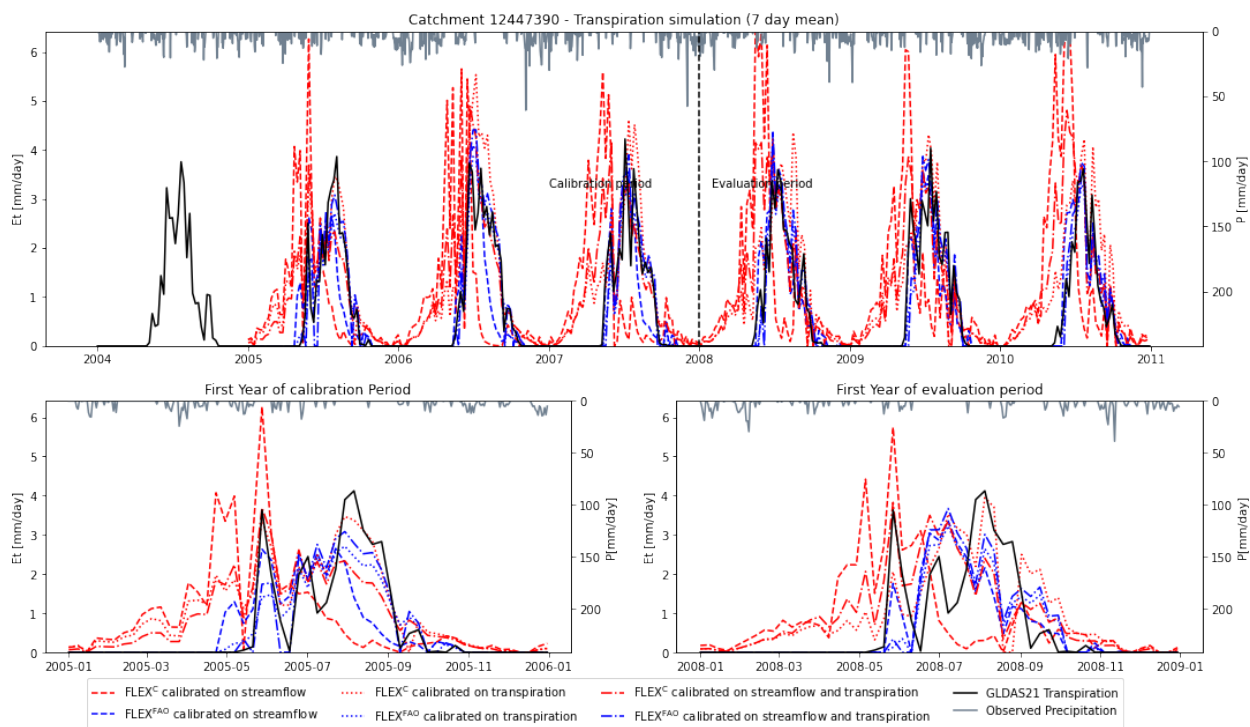 Catchment 12447390 - Transpiration simulation (7 day mean)
6
5
4
3
2
1
0
Et [mm/day]
0
50
100
150
200
P [mm/day]
Calibration period
Evaluation period
2004 2005 2006 2007 2008 2009 2010 2011
First Year of calibration Period
6
5
4
3
2
1
0
Et [mm/day]
0
50
100
150
200
P[mm/day]
2005-01 2005-03 2005-05 2005-07 2005-09 2005-11 2006-01
First Year of evaluation period
6
5
4
3
2
1
0
Et [mm/day]
0
50
100
150
200
P[mm/day]
2008-01 2008-03 2008-05 2008-07 2008-09 2008-11 2009-01
FLEX^C calibrated on streamflow
FLEX^FAO calibrated on streamflow
FLEX^C calibrated on transpiration
FLEX^FAO calibrated on transpiration
FLEX^C calibrated on streamflow and transpiration
FLEX^FAO calibrated on streamflow and transpiration
GLDAS21 Transpiration
Observed Precipitation